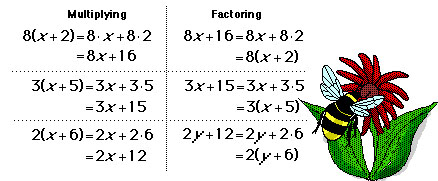 Multiplying Factoring
8(x+2)=8·x+8·2 8x+16=8x+8·2
=8x+16 =8(x+2)
3(x+5)=3x+3·5 3x+15=3x+3·5
=3x+15 =3(x+5)
2(x+6)=2x+2·6 2y+12=2y+2·6
=2x+12 =2(y+6)